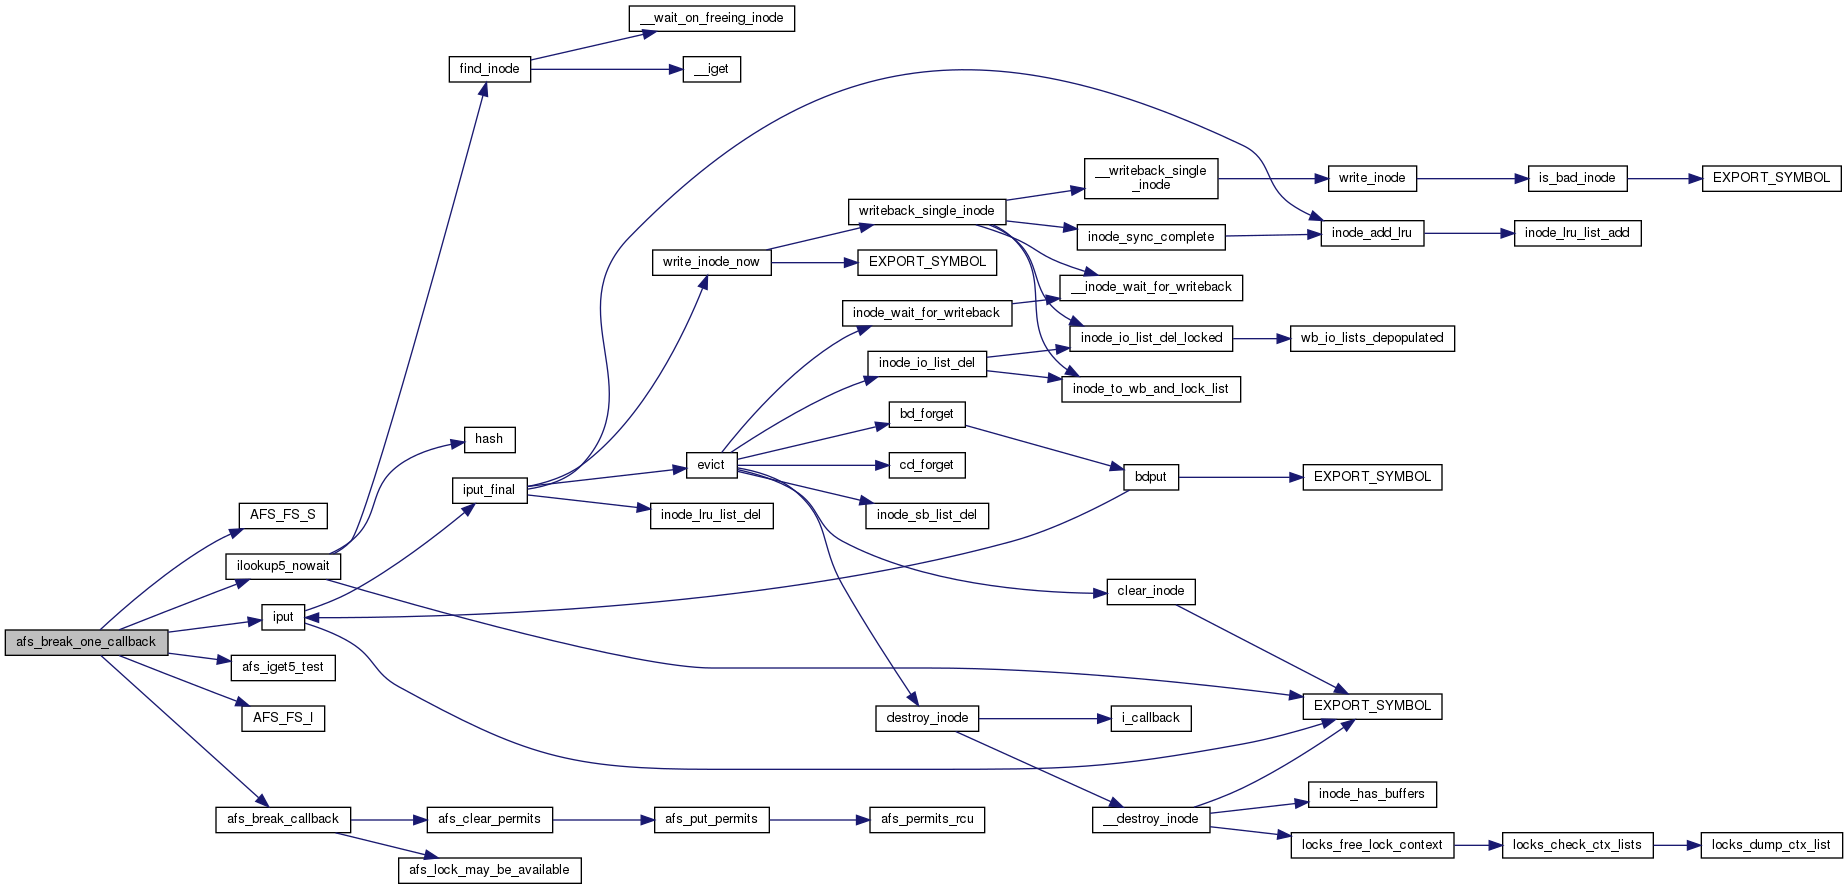 __wait_on_freeing_inode
find_inode
__iget
__writeback_single
_inode
write_inode
is_bad_inode
EXPORT_SYMBOL
writeback_single_inode
inode_sync_complete
inode_add_lru
inode_lru_list_add
write_inode_now
EXPORT_SYMBOL
__inode_wait_for_writeback
inode_wait_for_writeback
inode_io_list_del_locked
wb_io_lists_depopulated
inode_io_list_del
inode_to_wb_and_lock_list
bd_forget
hash
evict
cd_forget
bdput
EXPORT_SYMBOL
iput_final
AFS_FS_S
inode_lru_list_del
inode_sb_list_del
ilookup5_nowait
clear_inode
iput
afs_break_one_callback
afs_iget5_test
EXPORT_SYMBOL
AFS_FS_I
destroy_inode
i_callback
inode_has_buffers
afs_break_callback
afs_clear_permits
afs_put_permits
afs_permits_rcu
__destroy_inode
locks_free_lock_context
locks_check_ctx_lists
locks_dump_ctx_list
afs_lock_may_be_available